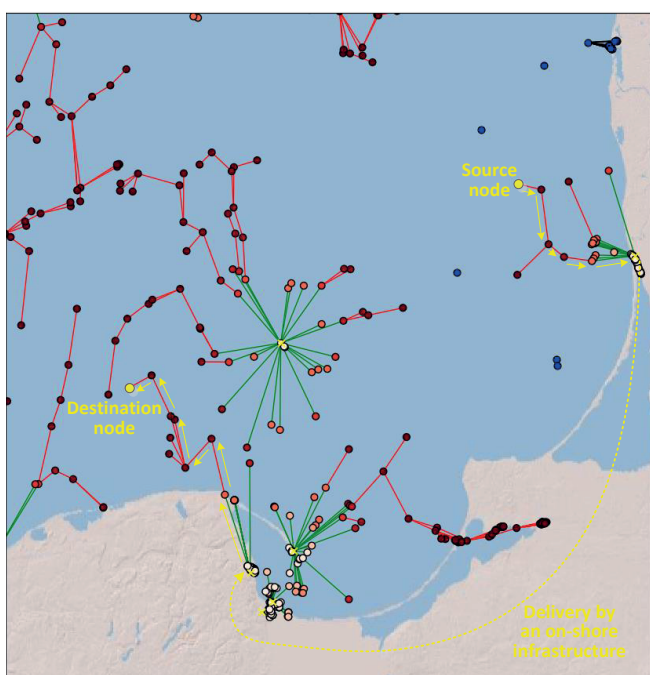 Source
node
Destination
node
Delivery by
an on-shore
infrastructure